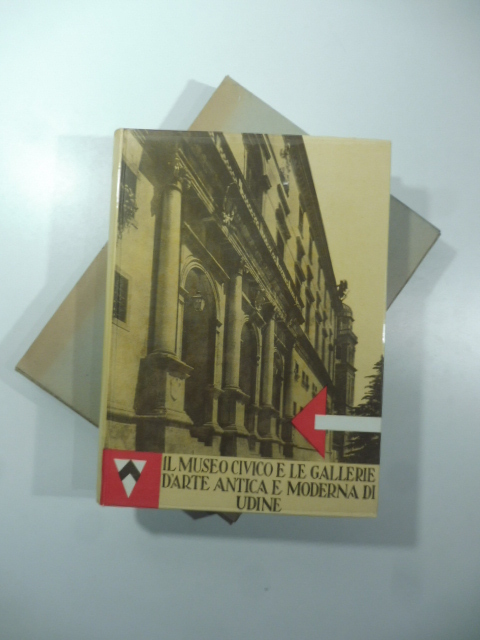 IL MUSEO CIVICO E LE GALLERIE
D'ARTE ANTICA E MODERNA DI
UDINE